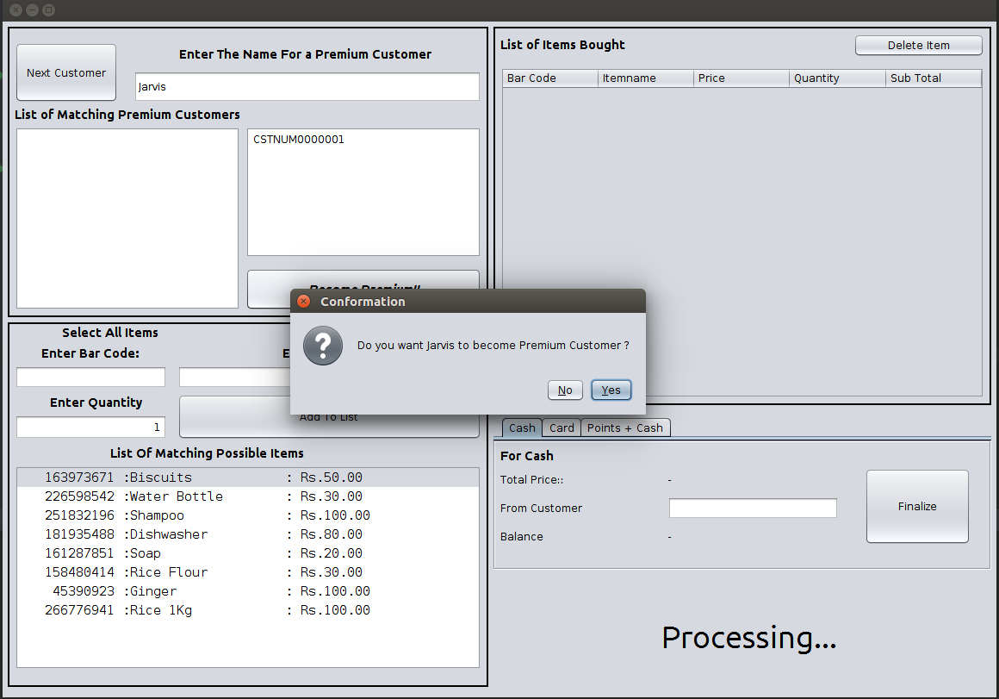 Enter The Name For a Premium Customer
Next Customer
Jarvis
List of Matching Premium Customers
CSTNUM0000001
Become Premium!!
Select All Items
Enter Bar Code:
E
Enter Quantity
1
Add To List
List Of Matching Possible Items
163973671 :Biscuits : Rs.50.00
226598542 :Water Bottle : Rs.30.00
251832196 :Shampoo : Rs.100.00
181935488 :Dishwasher : Rs.80.00
161287851 :Soap : Rs.20.00
158480414 :Rice Flour : Rs.30.00
45390923 :Ginger : Rs.100.00
266776941 :Rice 1Kg : Rs.100.00
List of Items Bought
Delete Item
Bar Code Itemname Price Quantity Sub Total
Conformation
Do you want Jarvis to become Premium Customer ?
No Yes
Cash Card Points + Cash
For Cash
Total Price:: -
From Customer
Balance -
Finalize
Processing...